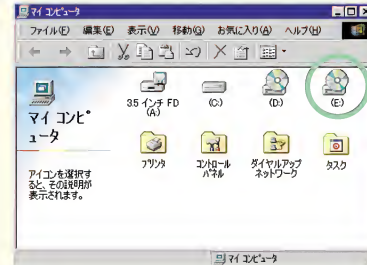 マイ コンピュータ
ファイル(F) 編集(E) 表示(V) 移動(G) お気に入り(A) ヘルプ(H)
マイ コンピ
ュータ
アイコンを選択す
ると、その説明が
表示されます。
3.5 インチ FD
(A:)
(C:)
(D:)
(E:)
プリンタ
コントロール
パネル
ダイヤルアップ
ネットワーク
タスク
マイ コンピュータ